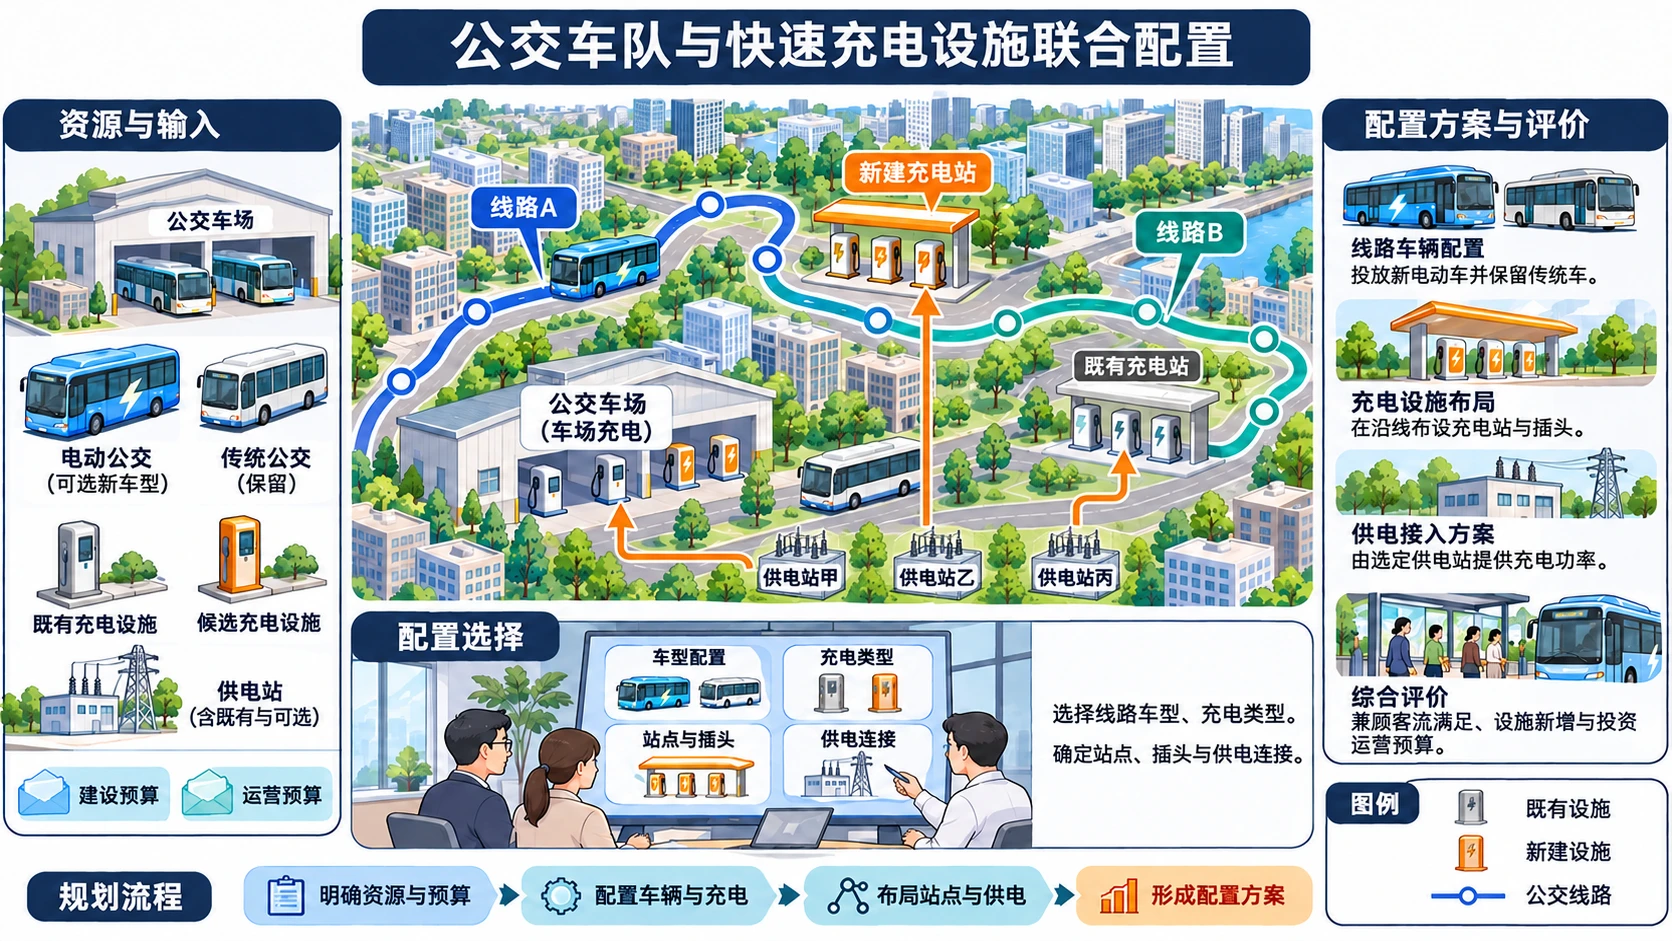 公交车队与快速充电设施联合配置
资源与输入
公交车场
电动公交
（可选新车型）
传统公交
（保留）
既有充电设施
候选充电设施
供电站
（含既有与可选）
建设预算
运营预算
线路A
新建充电站
线路B
既有充电站
公交车场
（车场充电）
供电站甲
供电站乙
供电站丙
配置选择
车型配置
充电类型
站点与插头
供电连接
选择线路车型、充电类型。
确定站点、插头与供电连接。
配置方案与评价
线路车辆配置
投放新电动车并保留传统车。
充电设施布局
在沿线布设充电站与插头。
供电接入方案
由选定供电站提供充电功率。
综合评价
兼顾客流满足、设施新增与投资
运营预算。
图例
既有设施
新建设施
公交线路
规划流程
明确资源与预算
配置车辆与充电
布局站点与供电
形成配置方案